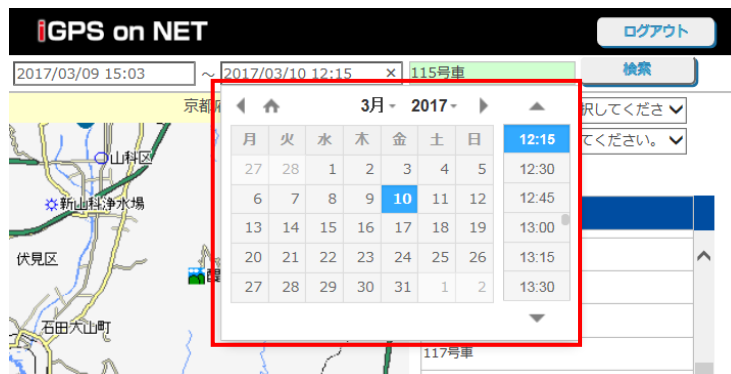 iGPS on NET
ログアウト
2017/03/09 15:03 ～ 2017/03/10 12:15 × 115号車 検索
京都
択してくださ
てください。
3月 2017
月 火 水 木 金 土 日
27 28 1 2 3 4 5
6 7 8 9 10 11 12
13 14 15 16 17 18 19
20 21 22 23 24 25 26
27 28 29 30 31 1 2
12:15
12:30
12:45
13:00
13:15
13:30
山科区
新山科浄水場
伏見区
石田大山町
117号車